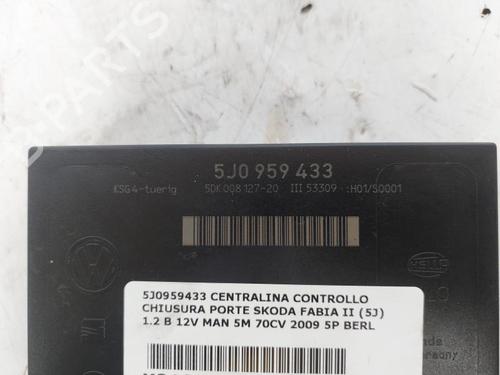 5J0 959 433
KSG4-tuerig 5DK 008 127-20 III 53309 :H01/S0001
HELLA
5J0959433 CENTRALINA CONTROLLO
CHIUSURA PORTE SKODA FABIA II (5J)
1.2 B 12V MAN 5M 70CV 2009 5P BERL